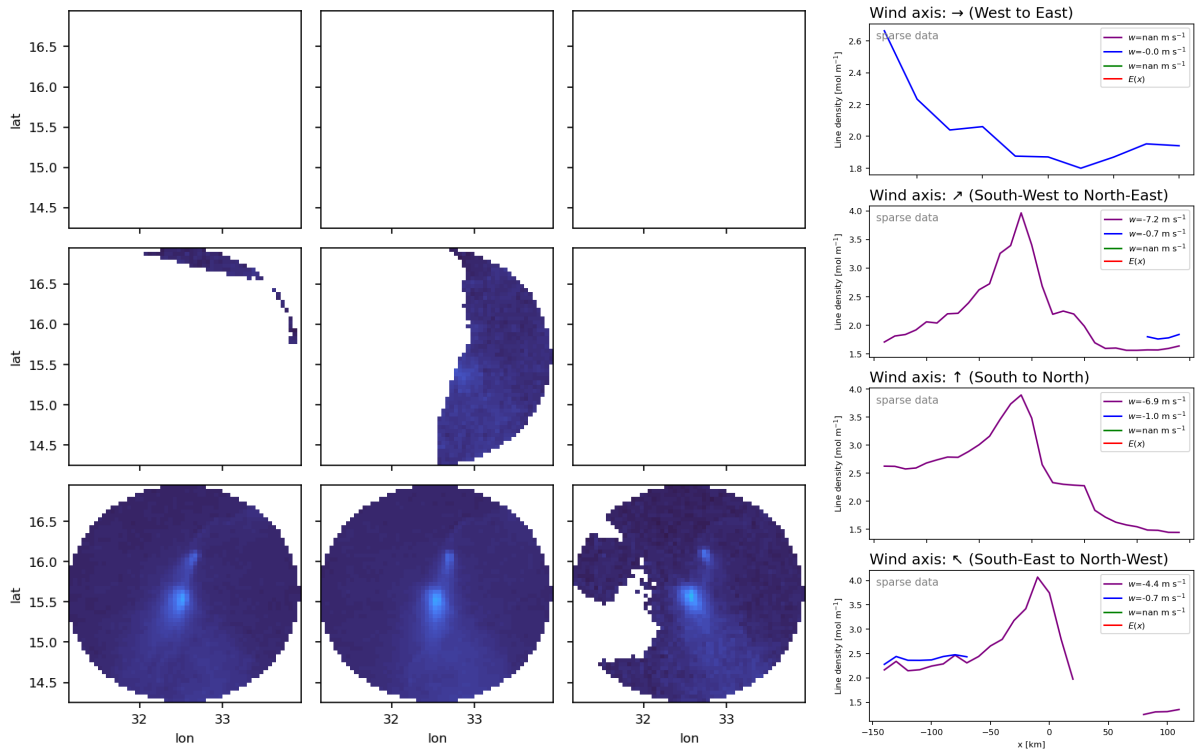 lat
16.5
16.0
15.5
15.0
14.5
lat
16.5
16.0
15.5
15.0
14.5
lat
16.5
16.0
15.5
15.0
14.5
32
33
lon
32
33
lon
32
33
lon
Wind axis: → (West to East)
sparse data
w=nan m s⁻¹
w=-0.0 m s⁻¹
w=nan m s⁻¹
E(x)
Line density [mol m⁻¹]
2.6
2.4
2.2
2.0
1.8
Wind axis: ↗ (South-West to North-East)
sparse data
w=-7.2 m s⁻¹
w=-0.7 m s⁻¹
w=nan m s⁻¹
E(x)
Line density [mol m⁻¹]
4.0
3.5
3.0
2.5
2.0
1.5
Wind axis: ↑ (South to North)
sparse data
w=-6.9 m s⁻¹
w=-1.0 m s⁻¹
w=nan m s⁻¹
E(x)
Line density [mol m⁻¹]
4.0
3.5
3.0
2.5
2.0
1.5
Wind axis: ↖ (South-East to North-West)
sparse data
w=-4.4 m s⁻¹
w=-0.7 m s⁻¹
w=nan m s⁻¹
E(x)
Line density [mol m⁻¹]
4.0
3.5
3.0
2.5
2.0
1.5
−150
−100
−50
0
50
100
x [km]